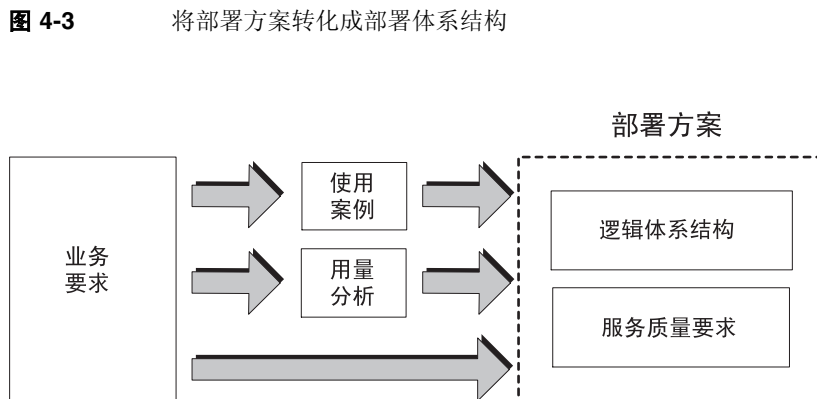 图 4-3 将部署方案转化成部署体系结构
部署方案
业务
要求
使用
案例
用量
分析
逻辑体系结构
服务质量要求